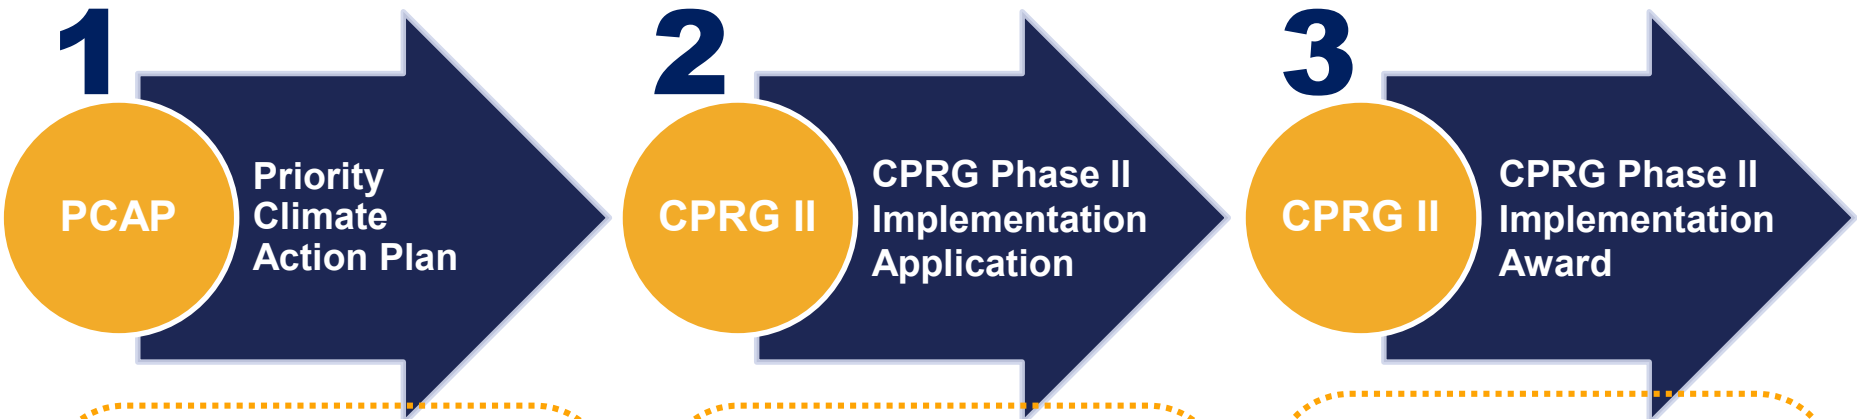 1
PCAP
Priority
Climate
Action Plan
2
CPRG II
CPRG Phase II
Implementation
Application
3
CPRG II
CPRG Phase II
Implementation
Award